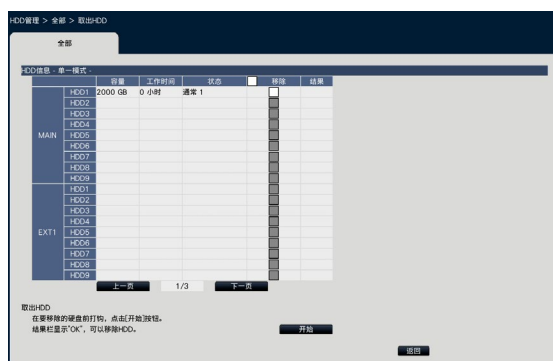 HDD管理 > 全部 > 取出HDD
全部
HDD信息 - 单一模式 -
容量 工作时间 状态 移除 结果
MAIN
HDD1 2000 GB 0 小时 通常 1
HDD2
HDD3
HDD4
HDD5
HDD6
HDD7
HDD8
HDD9
EXT1
HDD1
HDD2
HDD3
HDD4
HDD5
HDD6
HDD7
HDD8
HDD9
上一页 1/3 下一页
取出HDD
在要移除的硬盘前打钩，点击[开始]按钮。
结果栏显示"OK"，可以移除HDD。
开始
返回